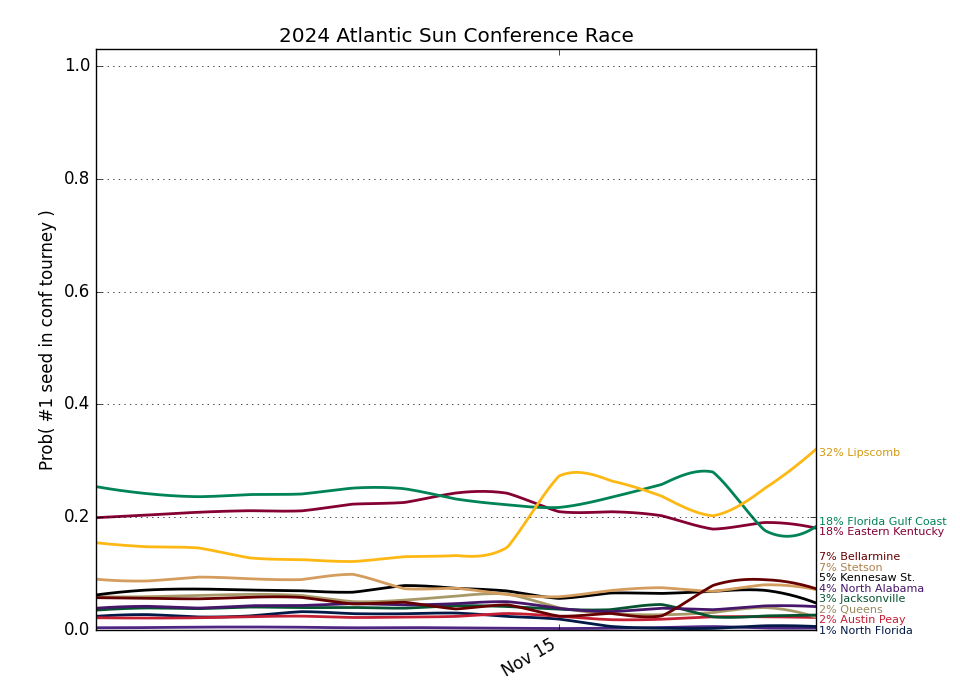 2024 Atlantic Sun Conference Race
Prob( #1 seed in conf tourney )
1.0
0.8
0.6
0.4
0.2
0.0
Nov 15
32% Lipscomb
18% Florida Gulf Coast
18% Eastern Kentucky
7% Bellarmine
7% Stetson
5% Kennesaw St.
4% North Alabama
3% Jacksonville
2% Queens
2% Austin Peay
1% North Florida